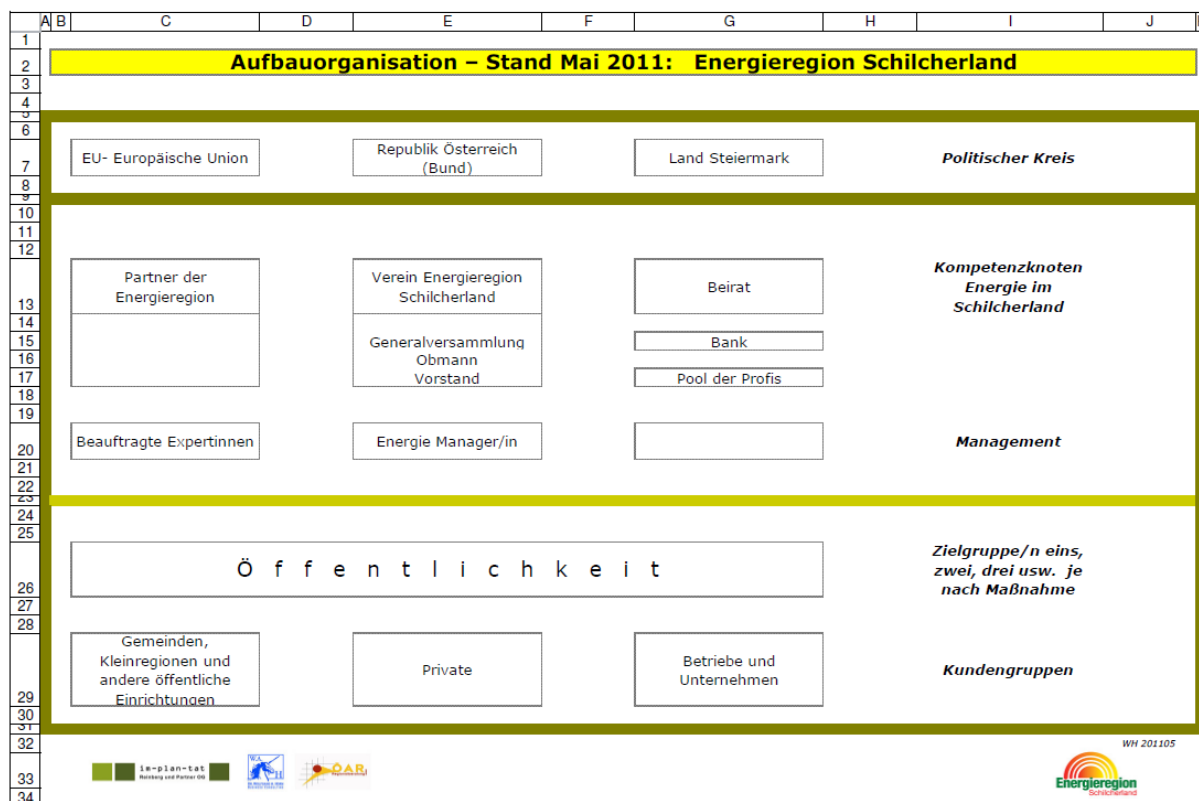 A B C D E F G H I J
1
2 Aufbauorganisation – Stand Mai 2011: Energieregion Schilcherland
3
4
5
6
7 EU- Europäische Union
Republik Österreich
(Bund)
Land Steiermark
Politischer Kreis
8
9
10
11
12
13 Partner der
Energieregion
Verein Energieregion
Schilcherland
Beirat
Kompetenzknoten
Energie im
Schilcherland
14
15 Generalversammlung
Bank
16 Obmann
17 Vorstand
Pool der Profis
18
19
20 Beauftragte Expertinnen
Energie Manager/in
Management
21
22
23
24
25
26 Ö f f e n t l i c h k e i t
Zielgruppe/n eins,
zwei, drei usw. je
nach Maßnahme
27
28
29 Gemeinden,
Kleinregionen und
andere öffentliche
Einrichtungen
Private
Betriebe und
Unternehmen
Kundengruppen
30
31
32 WH 201105
33 im-plan-tat
Reinberg und Partner OG
W.A.
H
ÖAR
Energieregion
Schilcherland
34